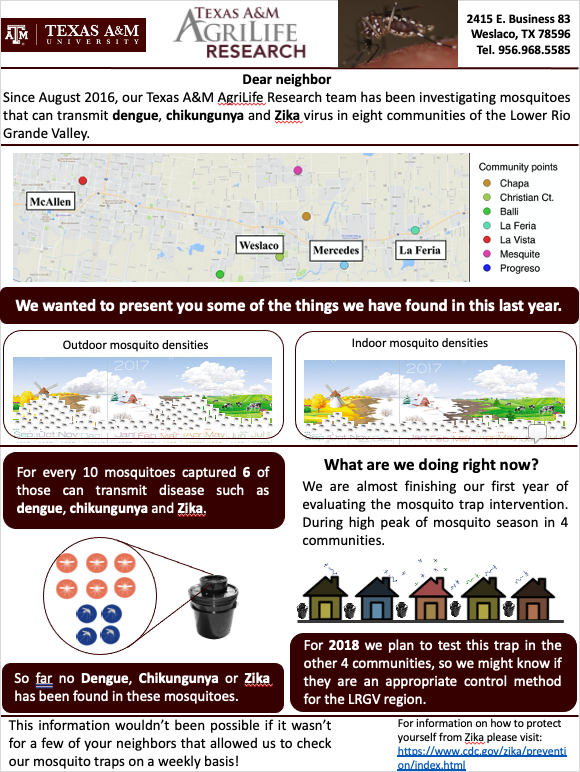 TEXAS A&M
UNIVERSITY
TEXAS A&M
AGRILIFE
RESEARCH
2415 E. Business 83
Weslaco, TX 78596
Tel. 956.968.5585
Dear neighbor
Since August 2016, our Texas A&M AgriLife Research team has been investigating mosquitoes
that can transmit dengue, chikungunya and Zika virus in eight communities of the Lower Rio
Grande Valley.
McAllen
Weslaco
Mercedes
La Feria
Community points
Chapa
Christian Ct.
Balli
La Feria
La Vista
Mesquite
Progreso
We wanted to present you some of the things we have found in this last year.
Outdoor mosquito densities
2017
Indoor mosquito densities
2017
For every 10 mosquitoes captured 6 of
those can transmit disease such as
dengue, chikungunya and Zika.
What are we doing right now?
We are almost finishing our first year of
evaluating the mosquito trap intervention.
During high peak of mosquito season in 4
communities.
So far no Dengue, Chikungunya or Zika
has been found in these mosquitoes.
For 2018 we plan to test this trap in the
other 4 communities, so we might know if
they are an appropriate control method
for the LRGV region.
This information wouldn't been possible if it wasn't
for a few of your neighbors that allowed us to check
our mosquito traps on a weekly basis!
For information on how to protect
yourself from Zika please visit:
https://www.cdc.gov/zika/preventi
on/index.html